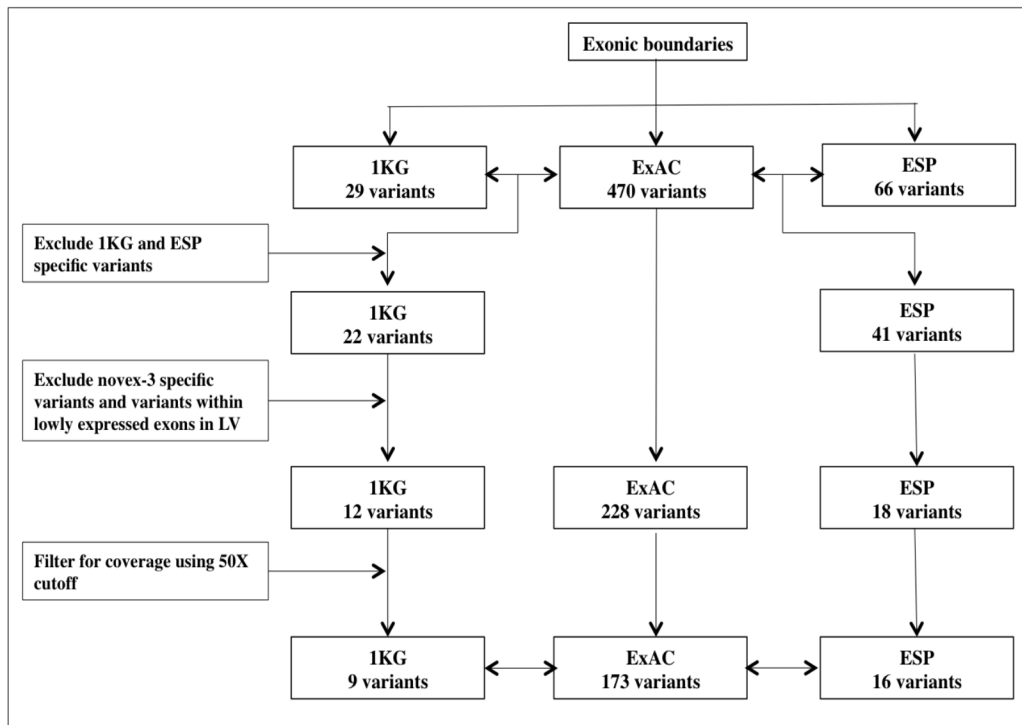 Exonic boundaries
1KG
29 variants
ExAC
470 variants
ESP
66 variants
Exclude 1KG and ESP
specific variants
1KG
22 variants
ESP
41 variants
Exclude novex-3 specific
variants and variants within
lowly expressed exons in LV
1KG
12 variants
ExAC
228 variants
ESP
18 variants
Filter for coverage using 50X
cutoff
1KG
9 variants
ExAC
173 variants
ESP
16 variants